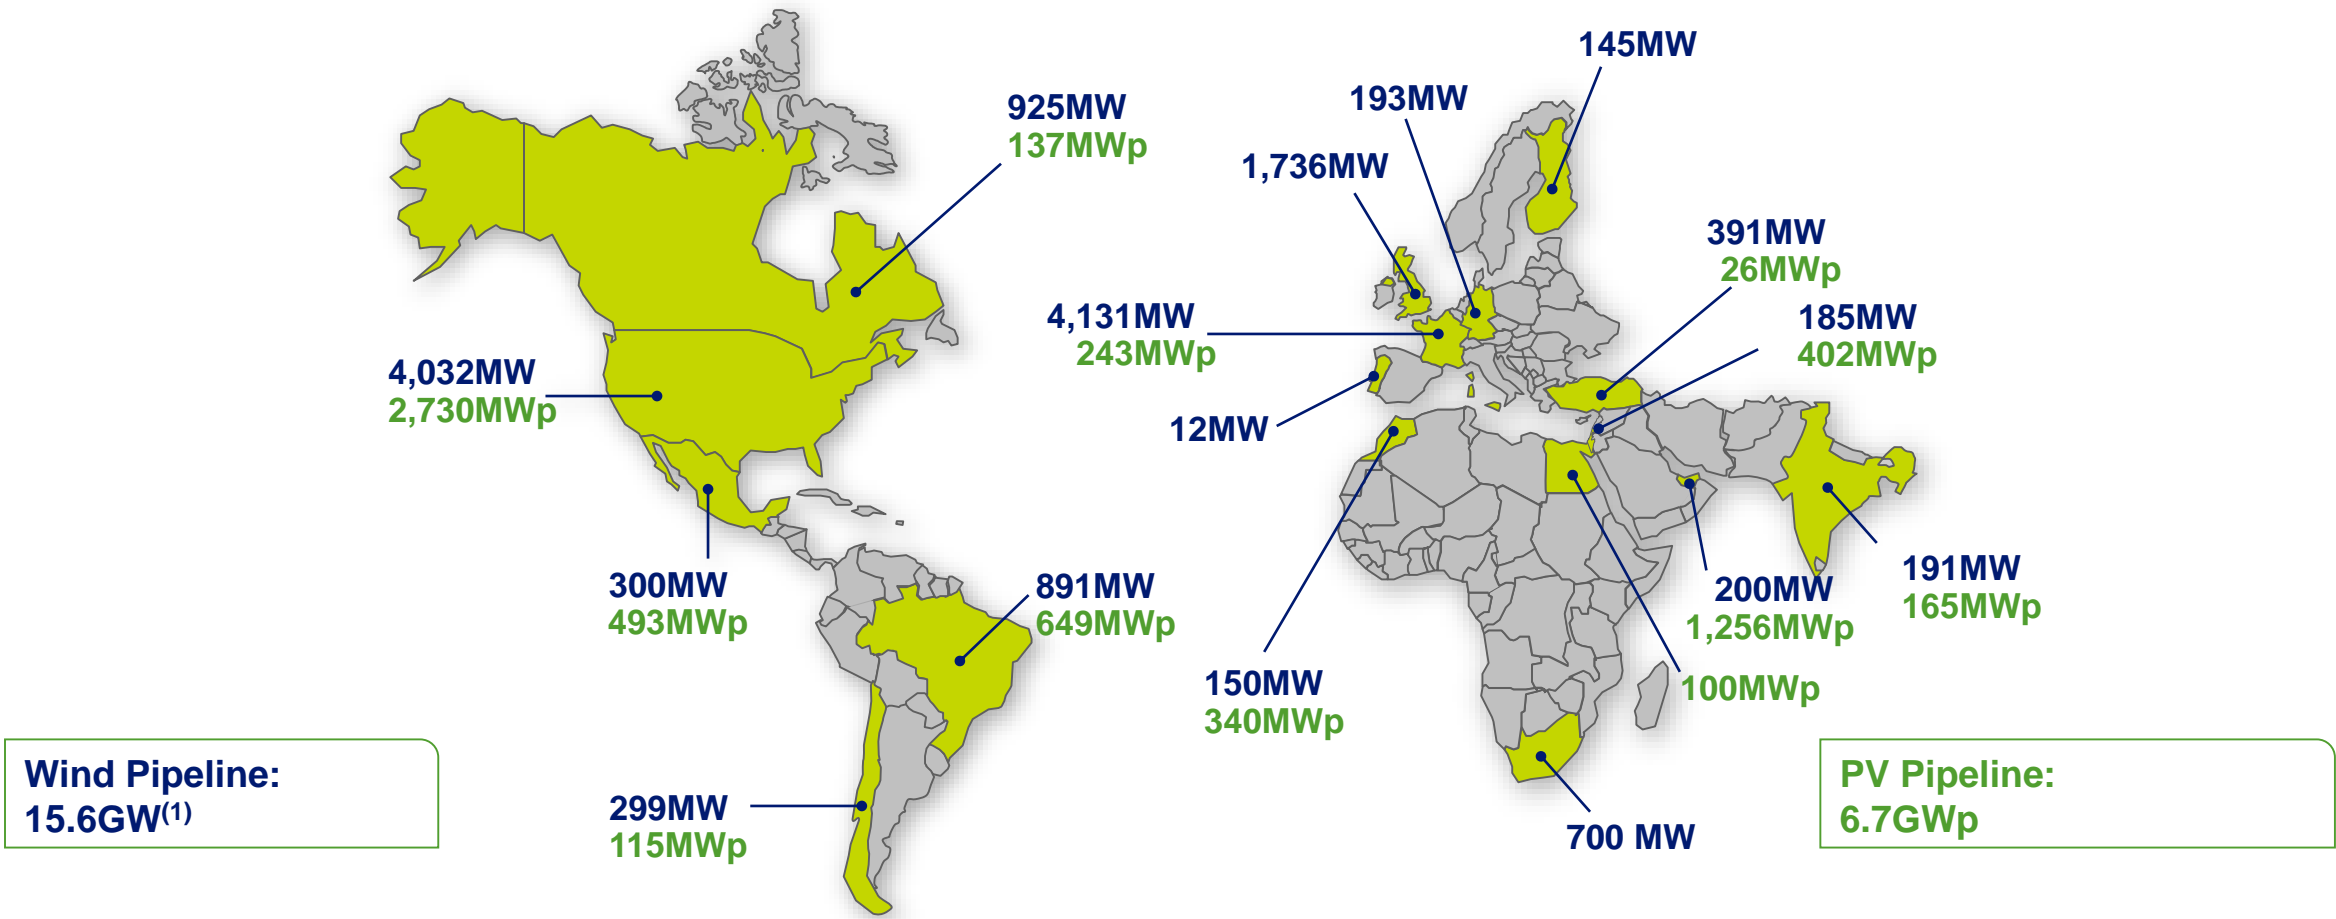 145MW
925MW
137MWp
193MW
1,736MW
391MW
26MWp
4,131MW
243MWp
185MW
402MWp
4,032MW
2,730MWp
12MW
300MW
493MWp
891MW
649MWp
200MW
1,256MWp
191MW
165MWp
150MW
340MWp
100MWp
Wind Pipeline:
15.6GW(1)
299MW
115MWp
700 MW
PV Pipeline:
6.7GWp